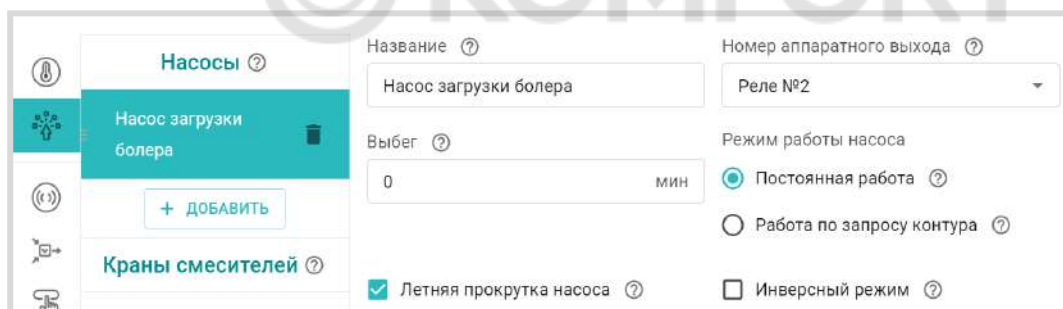 KOMFORT
Насосы
Название
Номер аппаратного выхода
Насос загрузки болера
Реле №2
Насос загрузки
болера
Выбег
Режим работы насоса
0 мин
Постоянная работа
+ ДОБАВИТЬ
Работа по запросу контура
Краны смесителей
Летняя прокрутка насоса
Инверсный режим